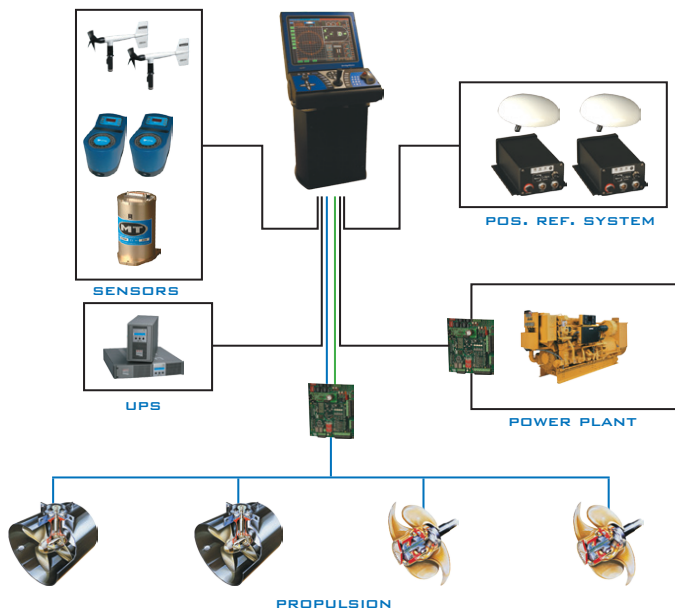 MT
SENSORS
POS. REF. SYSTEM
UPS
POWER PLANT
PROPULSION